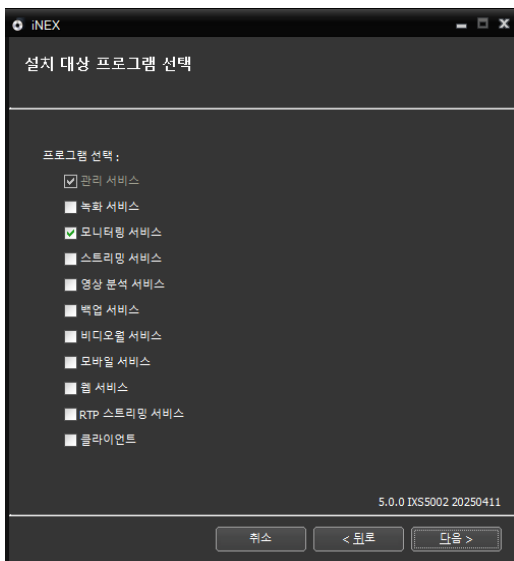 iNEX
설치 대상 프로그램 선택
프로그램 선택 :
관리 서비스
녹화 서비스
모니터링 서비스
스트리밍 서비스
영상 분석 서비스
백업 서비스
비디오월 서비스
모바일 서비스
웹 서비스
RTP 스트리밍 서비스
클라이언트
5.0.0 IXS5002 20250411
취소 < 뒤로 다음 >